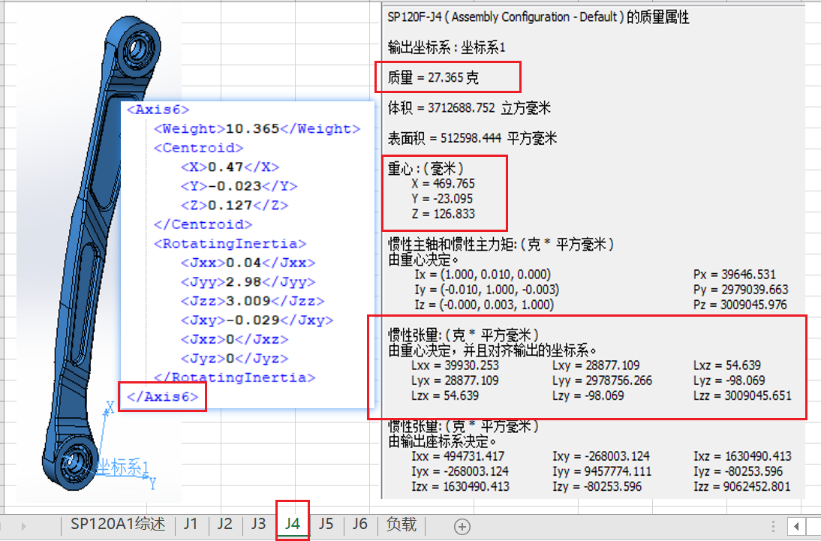 SP120F-J4 ( Assembly Configuration - Default ) 的质量属性
输出坐标系 : 坐标系1
质量 = 27.365 克
体积 = 3712688.752 立方毫米
表面积 = 512598.444 平方毫米
重心 : ( 毫米 )
X = 469.765
Y = -23.095
Z = 126.833
惯性主轴和惯性主力矩: ( 克 * 平方毫米 )
由重心决定。
Ix = (1.000, 0.010, 0.000) Px = 39646.531
Iy = (-0.010, 1.000, -0.003) Py = 2979039.663
Iz = (-0.000, 0.003, 1.000) Pz = 3009045.976
惯性张量: ( 克 * 平方毫米 )
由重心决定，并且对齐输出的坐标系。
Lxx = 39930.253 Lxy = 28877.109 Lxz = 54.639
Lyx = 28877.109 Lyy = 2978756.266 Lyz = -98.069
Lzx = 54.639 Lzy = -98.069 Lzz = 3009045.651
惯性张量: ( 克 * 平方毫米 )
由输出座标系决定。
Ixx = 494731.417 Ixy = -268003.124 Ixz = 1630490.413
Iyx = -268003.124 Iyy = 9457774.111 Iyz = -80253.596
Izx = 1630490.413 Izy = -80253.596 Izz = 9062452.801
<Axis6>
<Weight>10.365</Weight>
<Centroid>
<X>0.47</X>
<Y>-0.023</Y>
<Z>0.127</Z>
</Centroid>
<RotatingInertia>
<Jxx>0.04</Jxx>
<Jyy>2.98</Jyy>
<Jzz>3.009</Jzz>
<Jxy>-0.029</Jxy>
<Jxz>0</Jxz>
<Jyz>0</Jyz>
</RotatingInertia>
</Axis6>
X
坐标系1
Y
SP120A1综述 J1 J2 J3 J4 J5 J6 负载